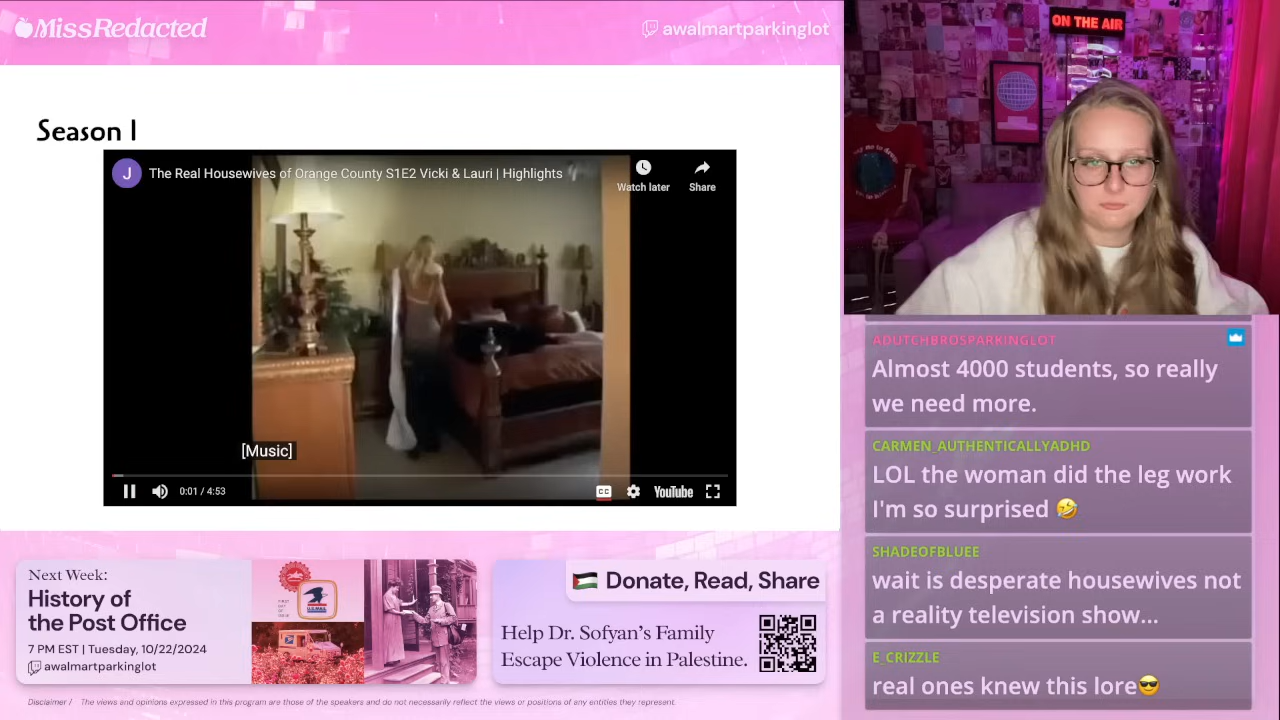 MissRedacted
awalmartparkinglot
ON THE AIR
Season 1
J
The Real Housewives of Orange County S1E2 Vicki & Lauri | Highlights
Watch later
Share
[Music]
0:01 / 4:53
CC
YouTube
ADUTCHBROSPARKINGLOT
Almost 4000 students, so really
we need more.
CARMEN_AUTHENTICALLYADHD
LOL the woman did the leg work
I'm so surprised 🤣
SHADEOFBLUEE
wait is desperate housewives not
a reality television show...
E_CRIZZLE
real ones knew this lore😎
Next Week:
History of
the Post Office
7 PM EST | Tuesday, 10/22/2024
awalmartparkinglot
U.S.MAIL
🇵🇸 Donate, Read, Share
Help Dr. Sofyan's Family
Escape Violence in Palestine.
Disclaimer / The views and opinions expressed in this program are those of the speakers and do not necessarily reflect the views or positions of any entities they represent.